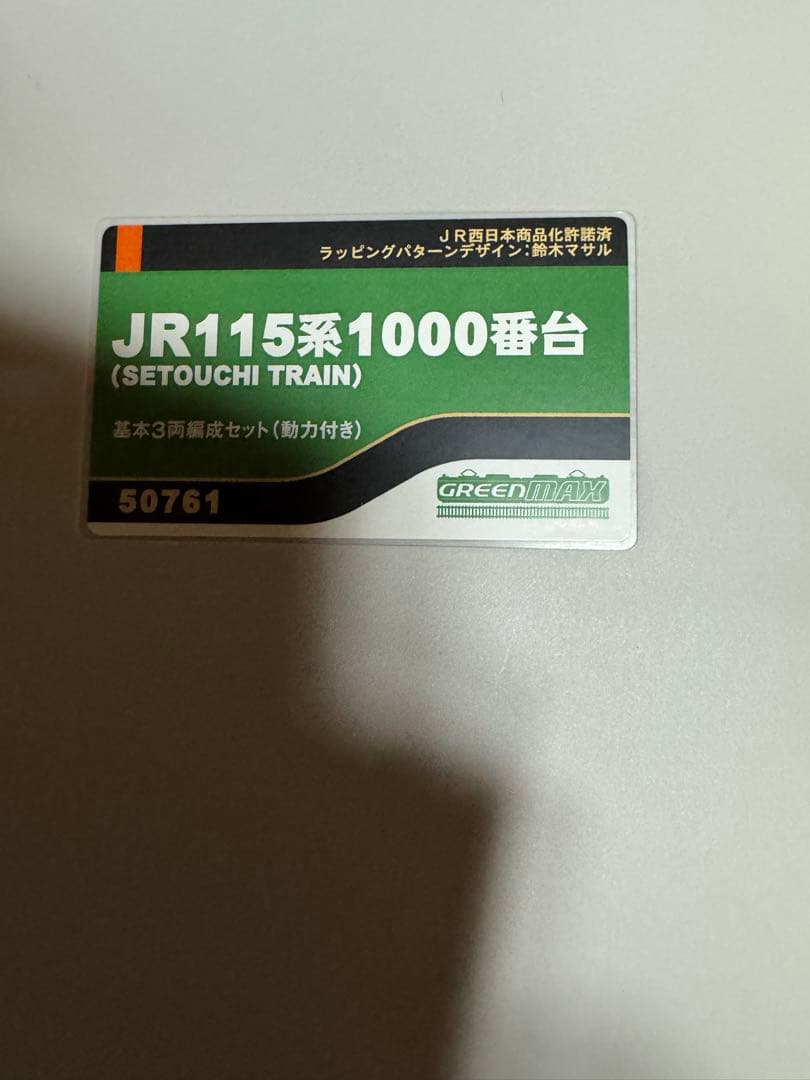 JR西日本商品化許諾済
ラッピングパターンデザイン：鈴木マサル
JR115系1000番台
(SETOUCHI TRAIN)
基本3両編成セット(動力付き)
50761
GREENMAX